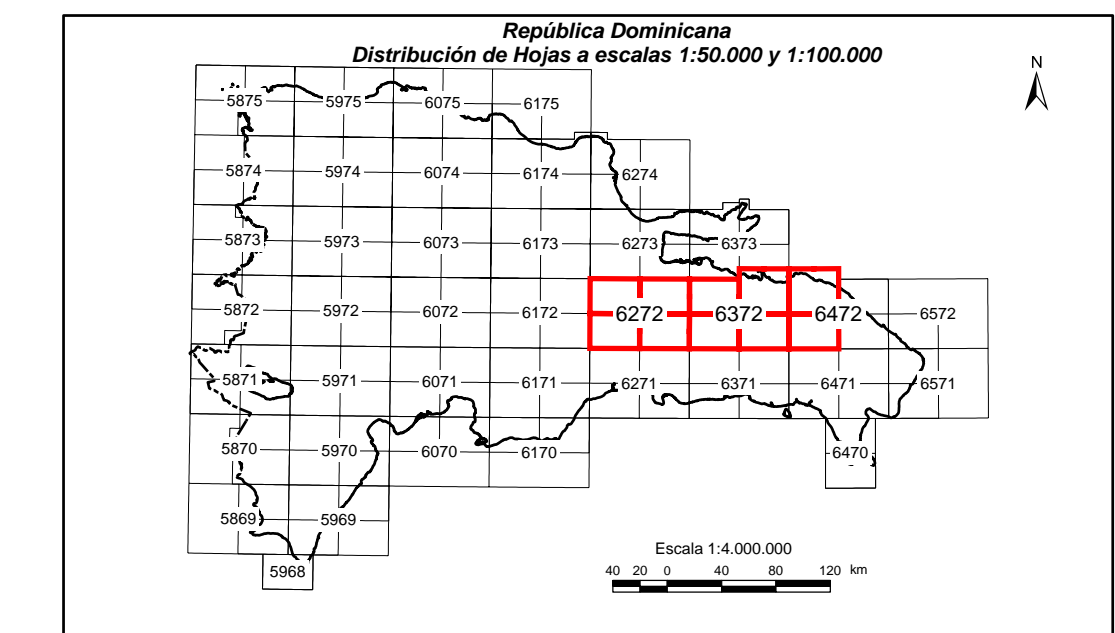 República Dominicana
Distribución de Hojas a escalas 1:50.000 y 1:100.000
N
5875 5975 6075 6175
5874 5974 6074 6174 6274
5873 5973 6073 6173 6273 6373
5872 5972 6072 6172 6272 6372 6472 6572
5871 5971 6071 6171 6271 6371 6471 6571
5870 5970 6070 6170 6470
5869 5969
5968
Escala 1:4.000.000
40 20 0 40 80 120 km